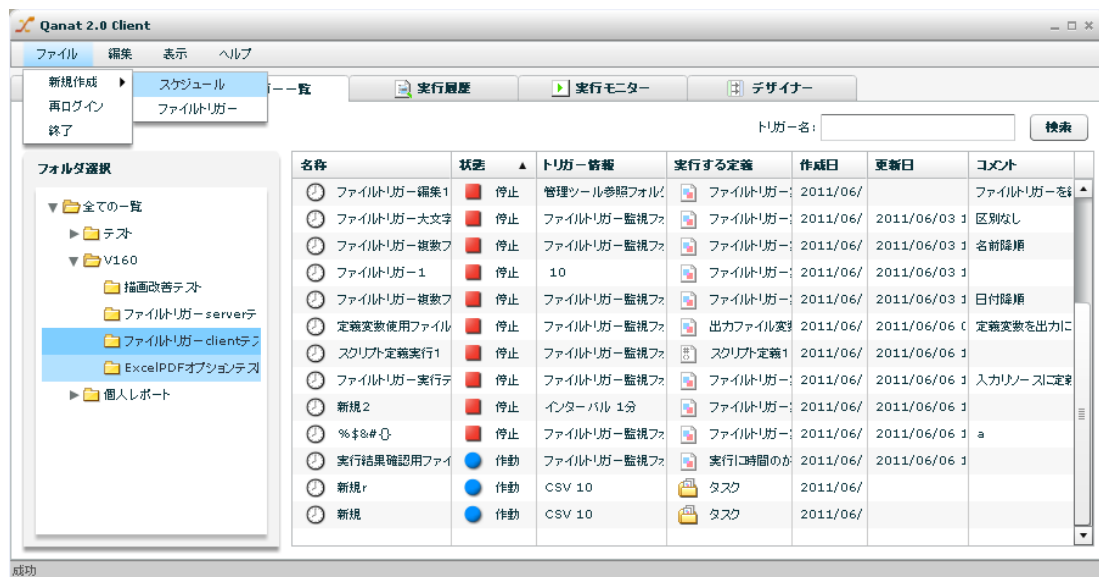 Qanat 2.0 Client
ファイル 編集 表示 ヘルプ
新規作成
再ログイン
終了
スケジュール
ファイルトリガー
ー一覧 実行履歴 実行モニター デザイナー
トリガー名: 検索
フォルダ選択
全ての一覧
テスト
V160
描画改善テスト
ファイルトリガーserverテ
ファイルトリガーclientテス
ExcelPDFオプションテス
個人レポート
名称 状態 トリガー情報 実行する定義 作成日 更新日 コメント
ファイルトリガー編集1 停止 管理ツール参照フォル ファイルトリガー 2011/06/ ファイルトリガーを
ファイルトリガー大文字 停止 ファイルトリガー監視フ ファイルトリガー 2011/06/ 2011/06/03 1 区別なし
ファイルトリガー複数フ 停止 ファイルトリガー監視フ ファイルトリガー 2011/06/ 2011/06/03 1 名前降順
ファイルトリガー1 停止 10 ファイルトリガー 2011/06/ 2011/06/03 1
ファイルトリガー複数フ 停止 ファイルトリガー監視フ ファイルトリガー 2011/06/ 2011/06/03 1 日付降順
定義変数使用ファイル 停止 ファイルトリガー監視フ 出力ファイル変 2011/06/ 2011/06/06 定義変数を出力に
スクリプト定義実行1 停止 ファイルトリガー監視フ スクリプト定義1 2011/06/ 2011/06/06 1
ファイルトリガー実行テ 停止 ファイルトリガー監視フ ファイルトリガー 2011/06/ 2011/06/06 1 入力リソースに定
新規2 停止 インターバル 1分 ファイルトリガー 2011/06/ 2011/06/06 1
%$&#-{}- 停止 ファイルトリガー監視フ ファイルトリガー 2011/06/ 2011/06/06 1 a
実行結果確認用ファイ 作動 ファイルトリガー監視フ 実行に時間のか 2011/06/ 2011/06/06 1
新規r 作動 CSV 10 タスク 2011/06/
新規 作動 CSV 10 タスク 2011/06/
成功